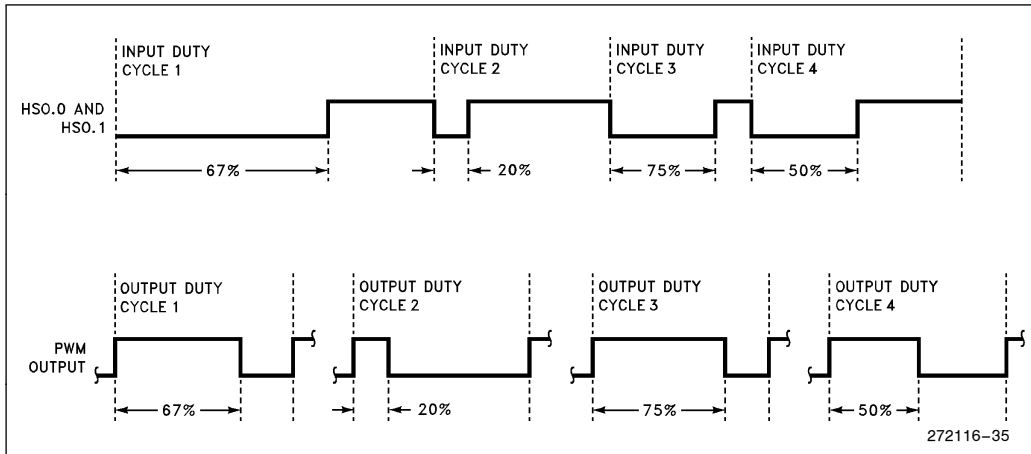 INPUT DUTY
CYCLE 1
INPUT DUTY
CYCLE 2
INPUT DUTY
CYCLE 3
INPUT DUTY
CYCLE 4
HSO.0 AND
HSO.1
67%
20%
75%
50%
OUTPUT DUTY
CYCLE 1
OUTPUT DUTY
CYCLE 2
OUTPUT DUTY
CYCLE 3
OUTPUT DUTY
CYCLE 4
PWM
OUTPUT
67%
20%
75%
50%
272116–35